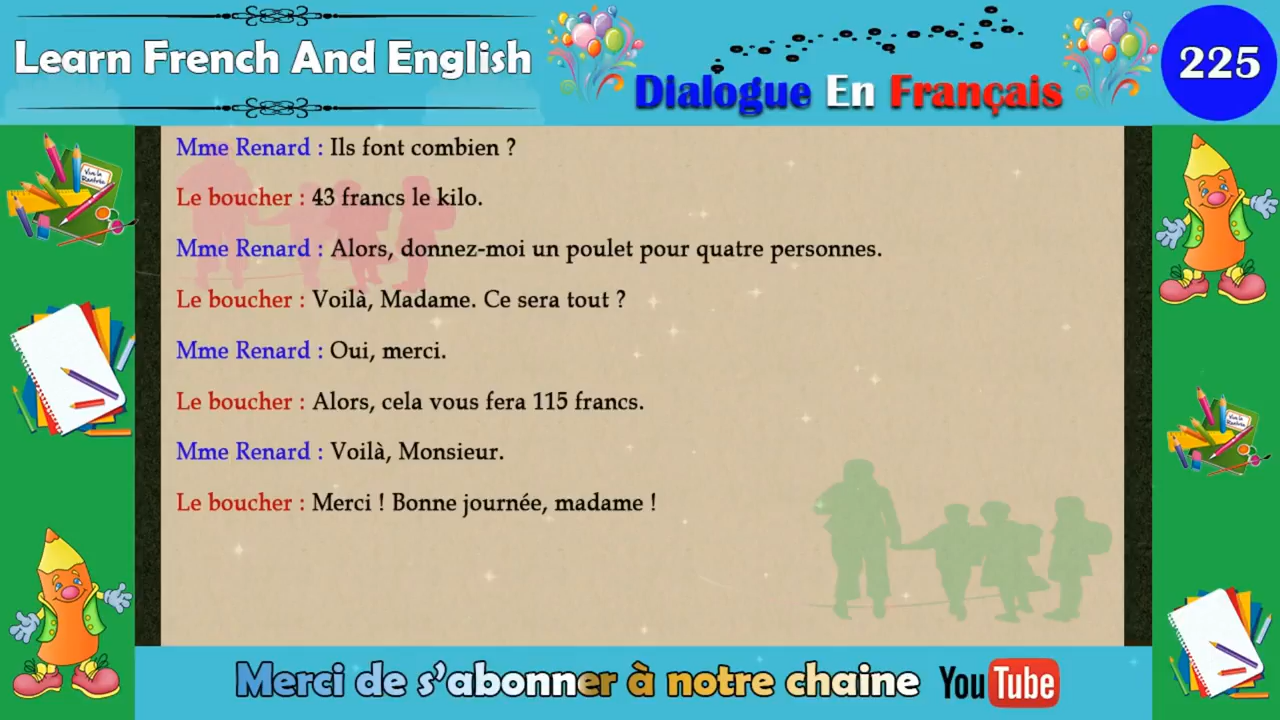 Learn French And English
Dialogue En Français
225
Mme Renard : Ils font combien ?
Le boucher : 43 francs le kilo.
Mme Renard : Alors, donnez-moi un poulet pour quatre personnes.
Le boucher : Voilà, Madame. Ce sera tout ?
Mme Renard : Oui, merci.
Le boucher : Alors, cela vous fera 115 francs.
Mme Renard : Voilà, Monsieur.
Le boucher : Merci ! Bonne journée, madame !
Merci de s’abonner à notre chaine YouTube